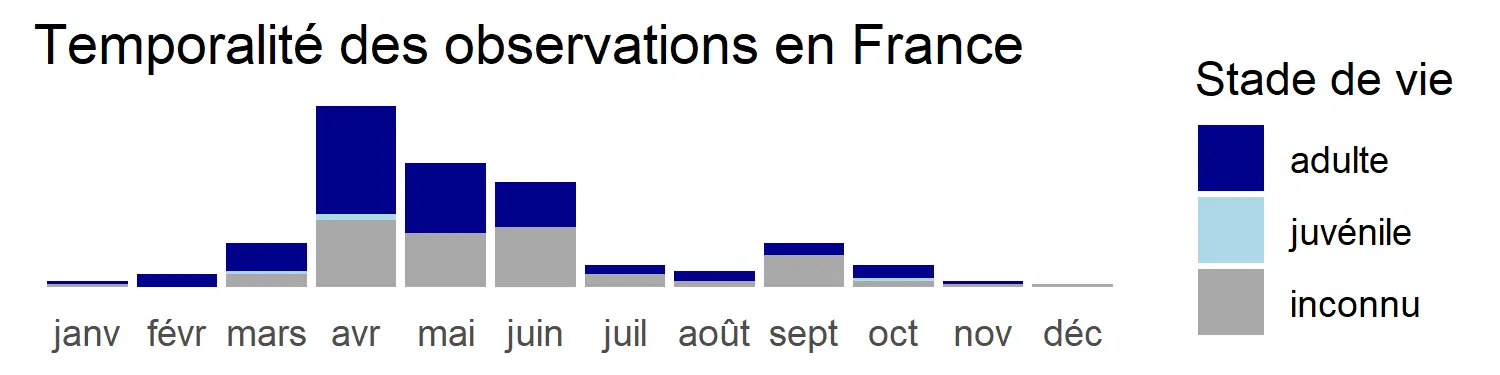 Temporalité des observations en France
Stade de vie
adulte
juvénile
inconnu
janv févr mars avr mai juin juil août sept oct nov déc